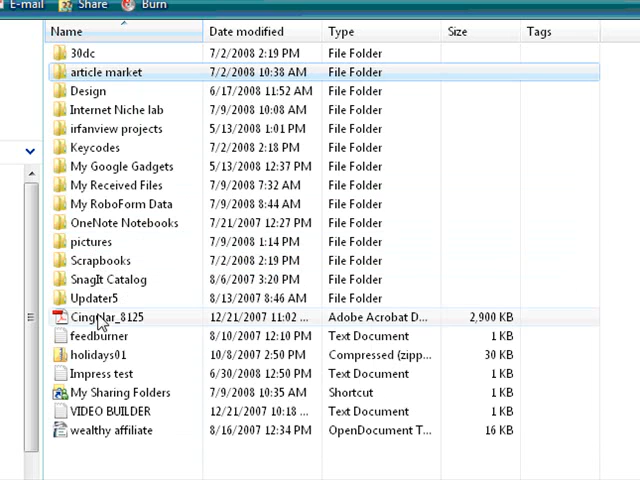 E-mail Share Burn
Name Date modified Type Size Tags
30dc 7/2/2008 2:19 PM File Folder
article market 7/2/2008 10:38 AM File Folder
Design 6/17/2008 11:52 AM File Folder
Internet Niche lab 7/9/2008 10:08 AM File Folder
irfanview projects 5/13/2008 1:01 PM File Folder
Keycodes 7/2/2008 2:18 PM File Folder
My Google Gadgets 5/13/2008 12:37 PM File Folder
My Received Files 7/9/2008 7:32 AM File Folder
My RoboForm Data 7/9/2008 8:44 AM File Folder
OneNote Notebooks 7/21/2007 12:27 PM File Folder
pictures 7/9/2008 1:14 PM File Folder
Scrapbooks 7/2/2008 2:19 PM File Folder
SnagIt Catalog 8/6/2007 3:20 PM File Folder
Updater5 8/13/2007 8:46 AM File Folder
Cingular_8125 12/21/2007 11:02 ... Adobe Acrobat D... 2,900 KB
feedburner 8/10/2007 12:10 PM Text Document 1 KB
holidays01 10/8/2007 2:50 PM Compressed (zipp... 30 KB
Impress test 6/30/2008 12:50 PM Text Document 1 KB
My Sharing Folders 7/9/2008 10:35 AM Shortcut 1 KB
VIDEO BUILDER 12/21/2007 10:18 ... Text Document 1 KB
wealthy affiliate 8/16/2007 12:34 PM OpenDocument T... 16 KB